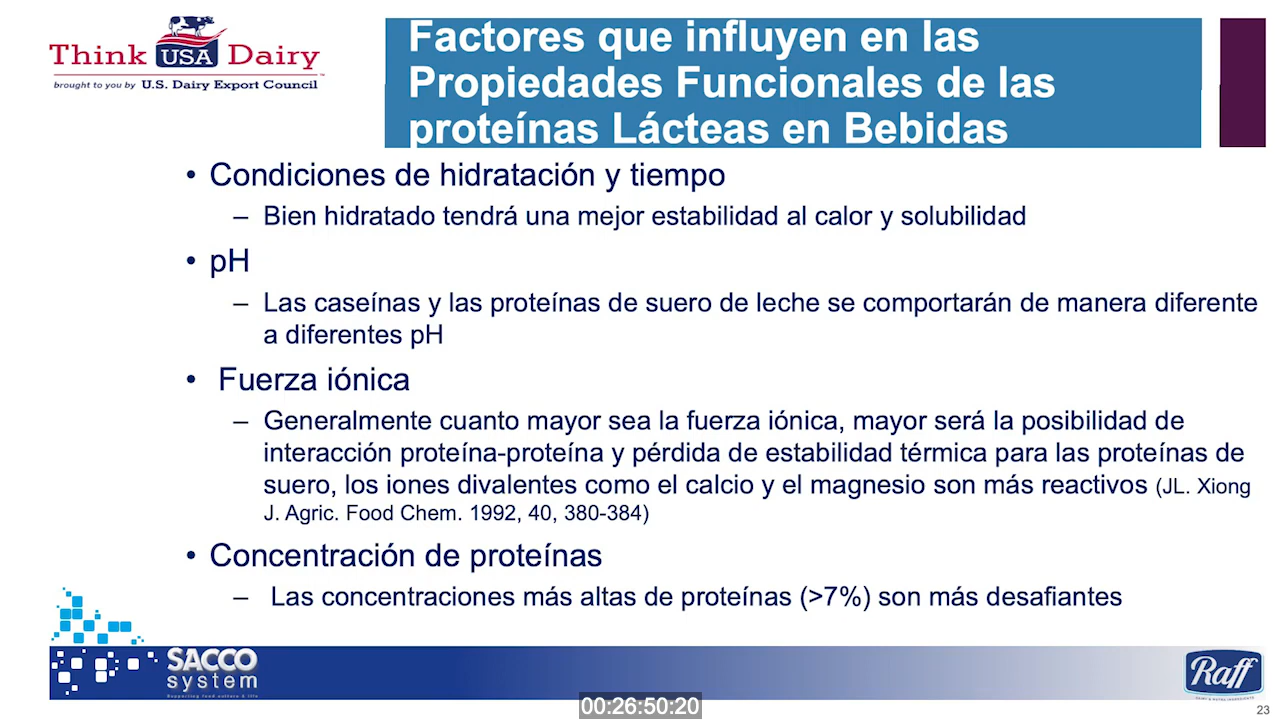 Think USA Dairy
brought to you by U.S. Dairy Export Council
Factores que influyen en las
Propiedades Funcionales de las
proteínas Lácteas en Bebidas
• Condiciones de hidratación y tiempo
– Bien hidratado tendrá una mejor estabilidad al calor y solubilidad
• pH
– Las caseínas y las proteínas de suero de leche se comportarán de manera diferente
a diferentes pH
• Fuerza iónica
– Generalmente cuanto mayor sea la fuerza iónica, mayor será la posibilidad de
interacción proteína-proteína y pérdida de estabilidad térmica para las proteínas de
suero, los iones divalentes como el calcio y el magnesio son más reactivos (JL. Xiong
J. Agric. Food Chem. 1992, 40, 380-384)
• Concentración de proteínas
– Las concentraciones más altas de proteínas (>7%) son más desafiantes
SACCO
system
Supporting food culture & life
Raff
00:26:50:20
23